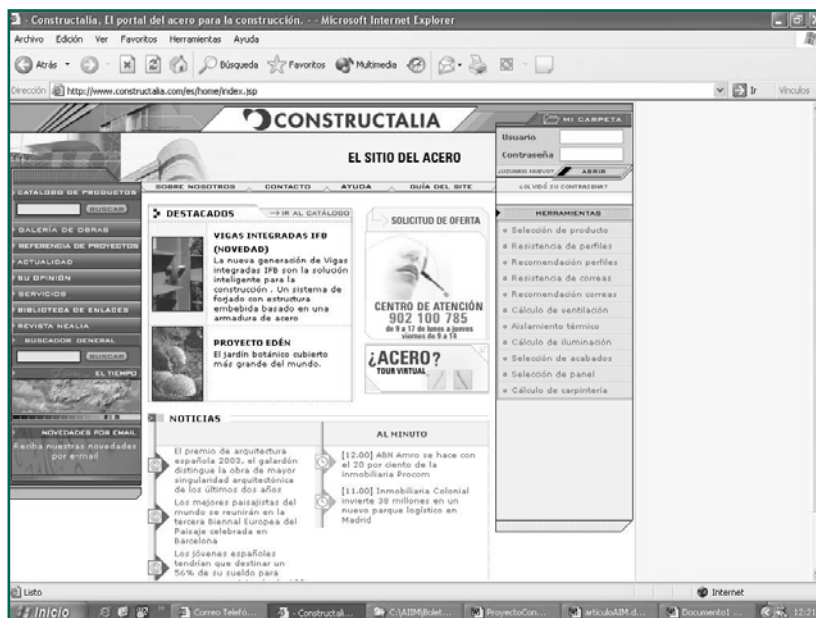 - Constructalia, El portal del acero para la construcción. - - Microsoft Internet Explorer
Archivo Edición Ver Favoritos Herramientas Ayuda
Atrás Búsqueda Favoritos Multimedia
Dirección http://www.constructalia.com/es/home/index.jsp Ir Vínculos
CONSTRUCTALIA
EL SITIO DEL ACERO
MI CARPETA
Usuario
Contraseña
¿USUARIO NUEVO? ABRIR
¿OLVIDÓ SU CONTRASEÑA?
SOBRE NOSOTROS CONTACTO AYUDA GUÍA DEL SITE
CATALOGO DE PRODUCTOS
BUSCAR
GALERÍA DE OBRAS
REFERENCIA DE PROYECTOS
ACTUALIDAD
SU OPINIÓN
SERVICIOS
BIBLIOTECA DE ENLACES
REVISTA NEALIA
BUSCADOR GENERAL
BUSCAR
EL TIEMPO
NOVEDADES POR EMAIL
Reciba nuestras novedades
por e-mail
DESTACADOS
IR AL CATÁLOGO
VIGAS INTEGRADAS IFB
(NOVEDAD)
La nueva generación de Vigas
integradas IFB son la solución
inteligente para la
construcción . Un sistema de
forjado con estructura
embebida basado en una
armadura de acero
PROYECTO EDÉN
El jardín botánico cubierto
más grande del mundo.
SOLICITUD DE OFERTA
CENTRO DE ATENCIÓN
902 100 785
de 9 a 17 de lunes a jueves
viernes de 9 a 14
¿ACERO?
TOUR VIRTUAL
HERRAMIENTAS
Selección de producto
Resistencia de perfiles
Recomendación perfiles
Resistencia de correas
Recomendación correas
Cálculo de ventilación
Aislamiento térmico
Cálculo de iluminación
Selección de acabados
Selección de panel
Cálculo de carpintería
NOTICIAS
El premio de arquitectura
española 2003, el galardón
distingue la obra de mayor
singularidad arquitectónica
de los últimos dos años
Los mejores paisajistas del
mundo se reunirán en la
tercera Biennal Europea del
Paisaje celebrada en
Barcelona
Los jóvenes españoles
tendrían que destinar un
56% de su sueldo para
AL MINUTO
[12.00] ABN Amro se hace con
el 20 por ciento de la
inmobiliaria Procom
[11.00] Inmobiliaria Colonial
invierte 38 millones en un
nuevo parque logístico en
Madrid
Listo Internet
Inicio Correo Telefó... - Constructali... C:\AIIM\Bolet... ProyectoCon... articuloAIM.d... Documento1 ... 12:21